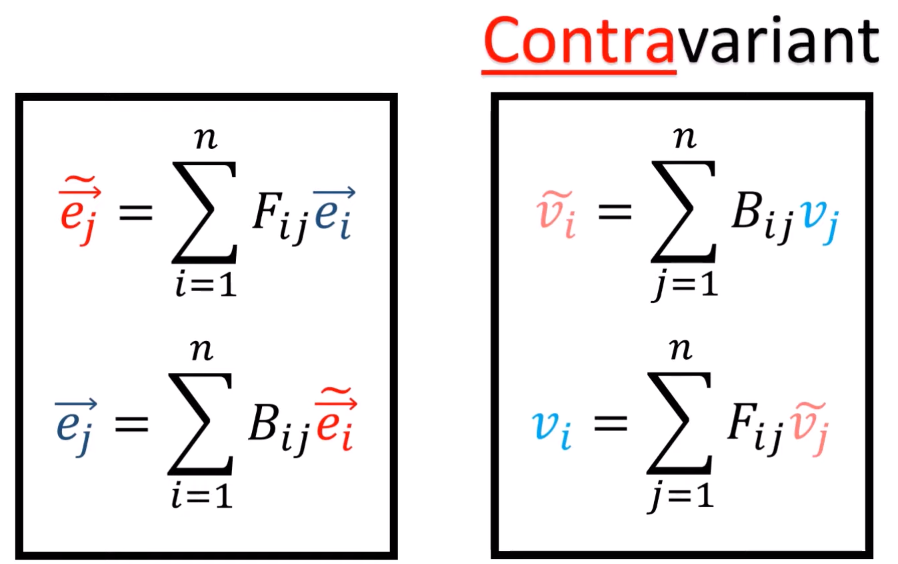 Contravariant
$\widetilde{\overrightarrow{e_j}} = \sum_{i=1}^{n} F_{ij} \overrightarrow{e_i}$
$\overrightarrow{e_j} = \sum_{i=1}^{n} B_{ij} \widetilde{\overrightarrow{e_i}}$
$\widetilde{v}_i = \sum_{j=1}^{n} B_{ij} v_j$
$v_i = \sum_{j=1}^{n} F_{ij} \widetilde{v}_j$